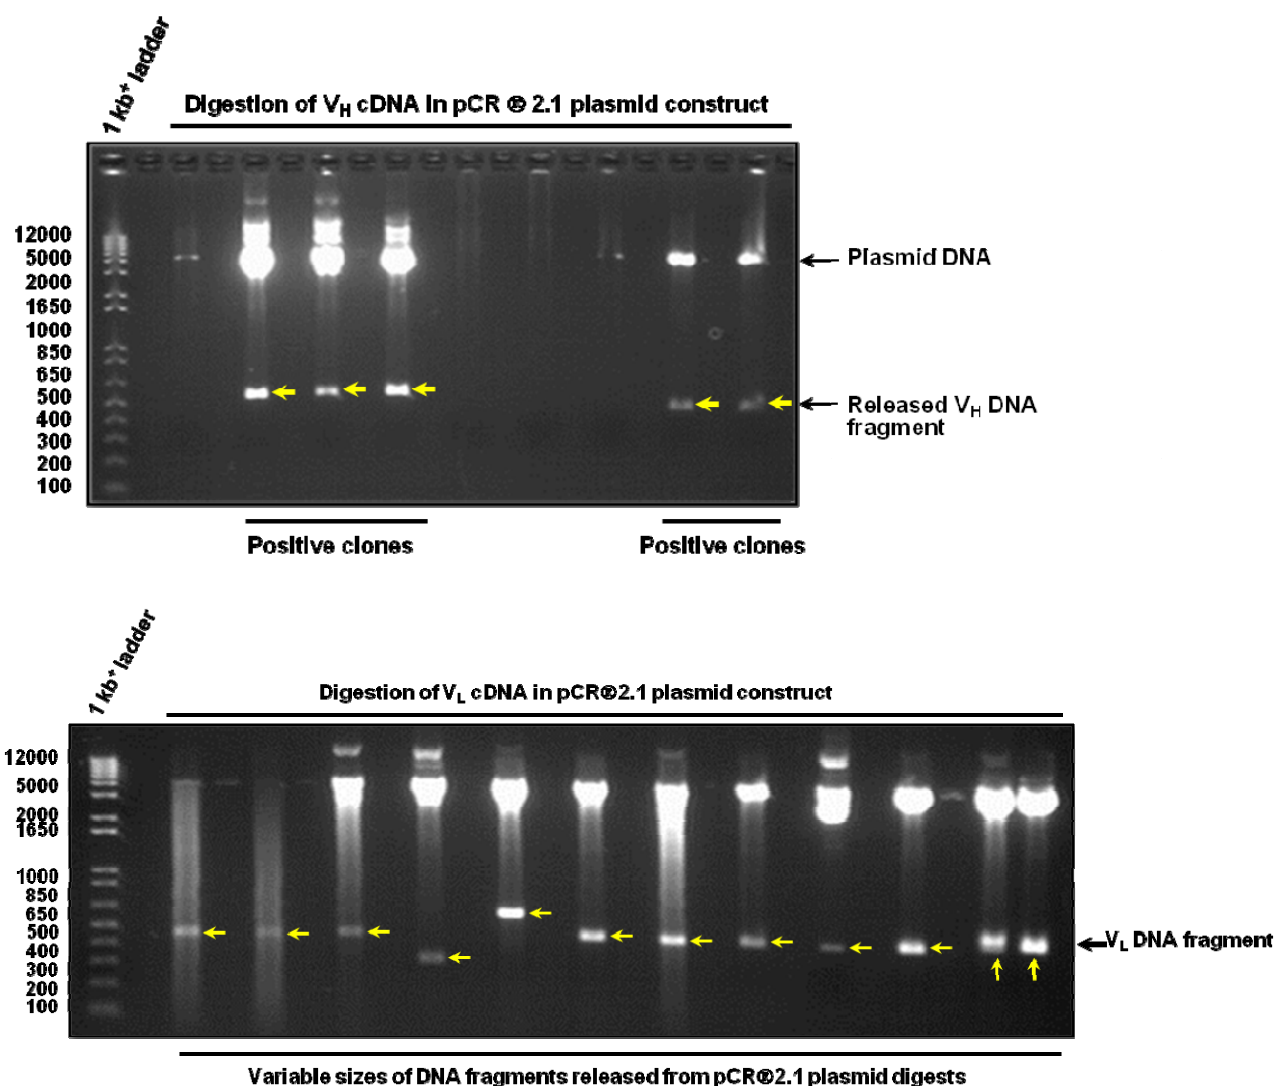 1 kb+ ladder
Digestion of VH cDNA in pCR ® 2.1 plasmid construct
12000
5000
2000
1650
1000
850
650
500
400
300
200
100
Plasmid DNA
Released VH DNA
fragment
Positive clones
Positive clones
1 kb+ ladder
Digestion of VL cDNA in pCR®2.1 plasmid construct
12000
5000
2000
1650
1000
850
650
500
400
300
200
100
VL DNA fragment
Variable sizes of DNA fragments released from pCR®2.1 plasmid digests